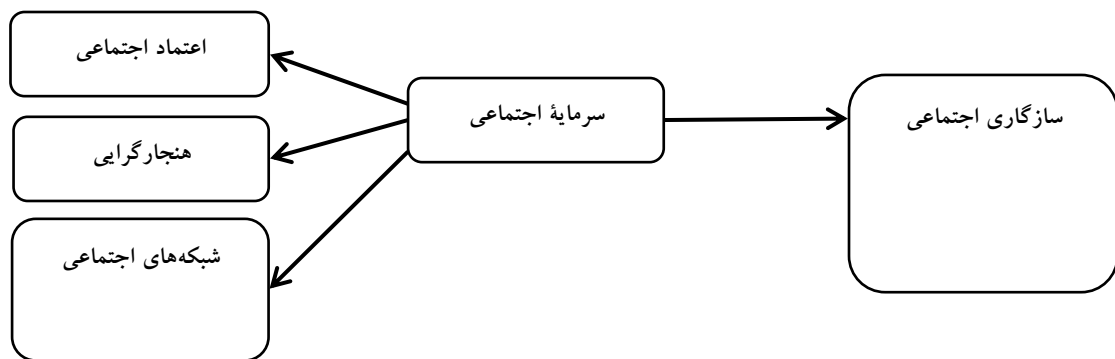 اعتماد اجتماعی
سرمایهٔ اجتماعی
سازگاری اجتماعی
هنجارگرایی
شبکه‌های اجتماعی